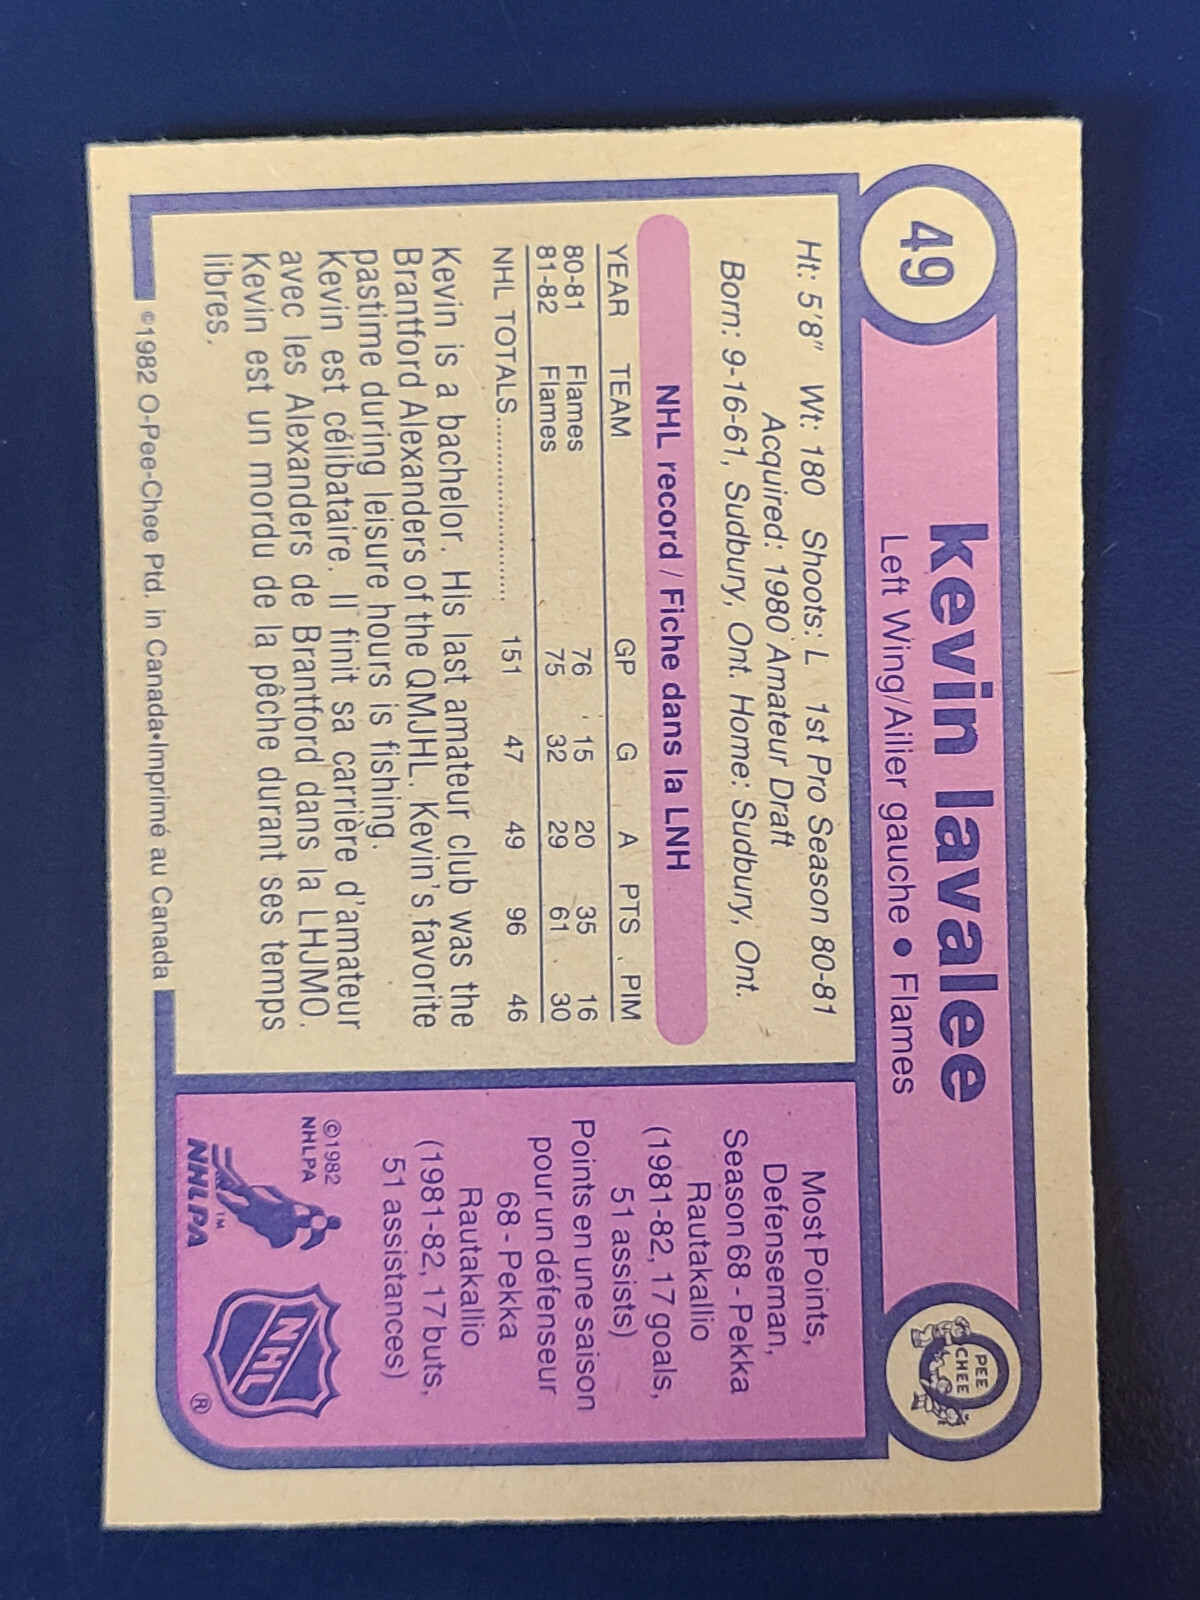 49
kevin lavalee
Left Wing/Ailier gauche • Flames
PEE
CHEE
Ht: 5'8" Wt: 180 Shoots: L 1st Pro Season 80-81
Acquired: 1980 Amateur Draft
Born: 9-16-61, Sudbury, Ont. Home: Sudbury, Ont.
NHL record / Fiche dans la LNH
YEAR TEAM GP G A PTS PIM
80-81 Flames 76 15 20 35 16
81-82 Flames 75 32 29 61 30
NHL TOTALS.................... 151 47 49 96 46
Kevin is a bachelor. His last amateur club was the
Brantford Alexanders of the QMJHL. Kevin's favorite
pastime during leisure hours is fishing.
Kevin est célibataire. Il finit sa carrière d'amateur
avec les Alexanders de Brantford dans la LHJMO.
Kevin est un mordu de la pêche durant ses temps
libres.
©1982 O-Pee-Chee Ptd. in Canada•Imprimé au Canada
Most Points,
Defenseman,
Season 68 - Pekka
Rautakallio
(1981-82, 17 goals,
51 assists)
Points en une saison
pour un défenseur
68 - Pekka
Rautakallio
(1981-82, 17 buts,
51 assistances)
©1982
NHLPA
NHLPA™
NHL
®